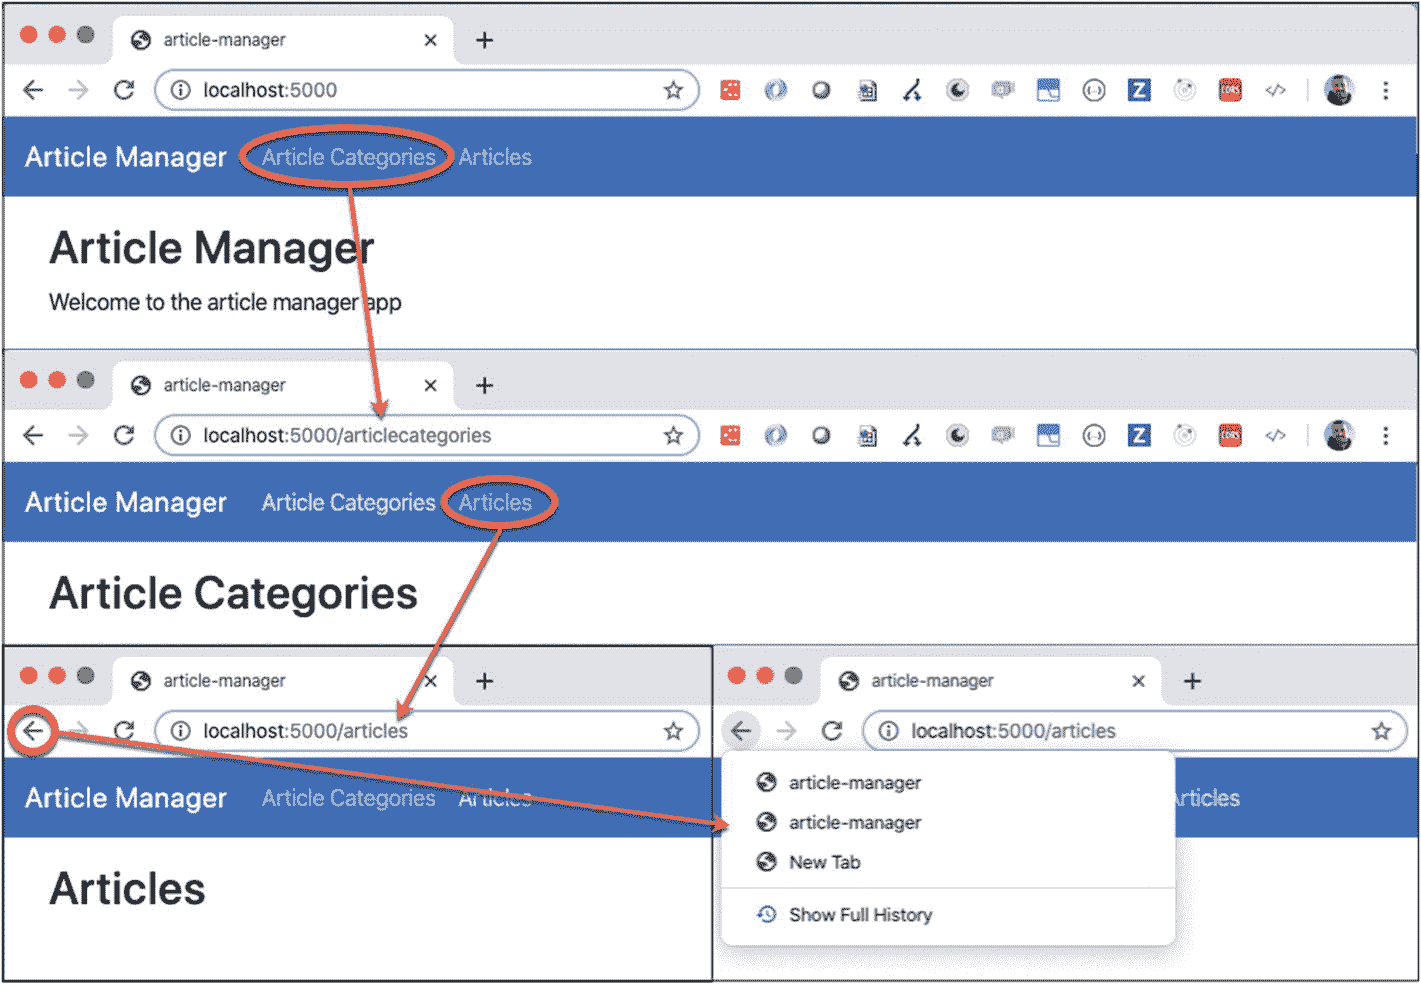 article-manager
localhost:5000
Z
CORS
Article Manager Article Categories Articles
Article Manager
Welcome to the article manager app
article-manager
localhost:5000/articlecategories
Z
CORS
Article Manager Article Categories Articles
Article Categories
article-manager
localhost:5000/articles
Article Manager Article Categories Articles
Articles
article-manager
localhost:5000/articles
article-manager
article-manager
New Tab
Show Full History
Articles